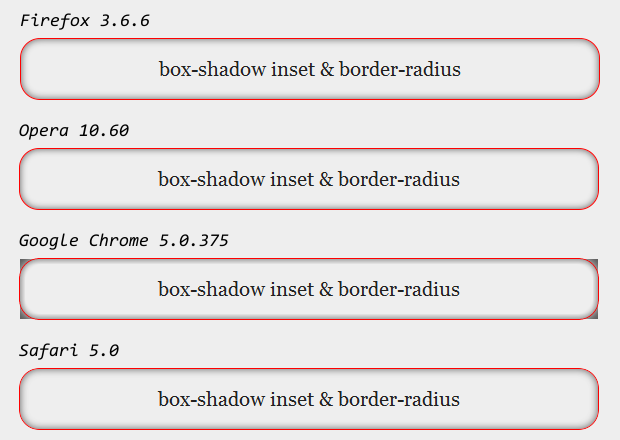 Firefox 3.6.6
box-shadow inset & border-radius
Opera 10.60
box-shadow inset & border-radius
Google Chrome 5.0.375
box-shadow inset & border-radius
Safari 5.0
box-shadow inset & border-radius